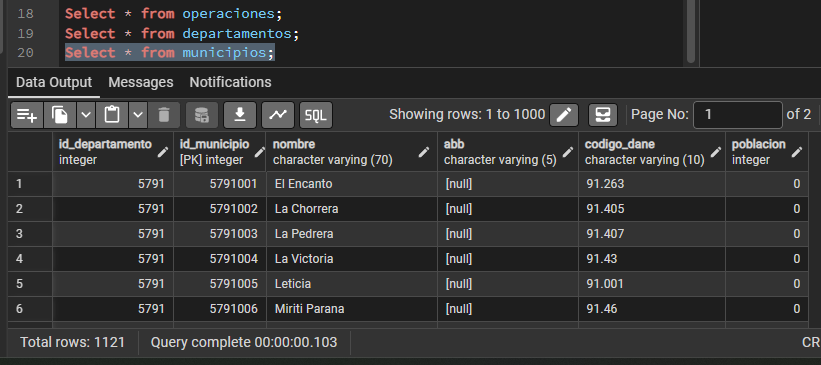 18 Select * from operaciones;
19 Select * from departamentos;
20 Select * from municipios;
Data Output Messages Notifications
SQL Showing rows: 1 to 1000 Page No: 1 of 2
id_departamento id_municipio nombre abb codigo_dane poblacion
integer [PK] integer character varying (70) character varying (5) character varying (10) integer
1 5791 5791001 El Encanto [null] 91.263 0
2 5791 5791002 La Chorrera [null] 91.405 0
3 5791 5791003 La Pedrera [null] 91.407 0
4 5791 5791004 La Victoria [null] 91.43 0
5 5791 5791005 Leticia [null] 91.001 0
6 5791 5791006 Miriti Parana [null] 91.46 0
Total rows: 1121 Query complete 00:00:00.103 CR